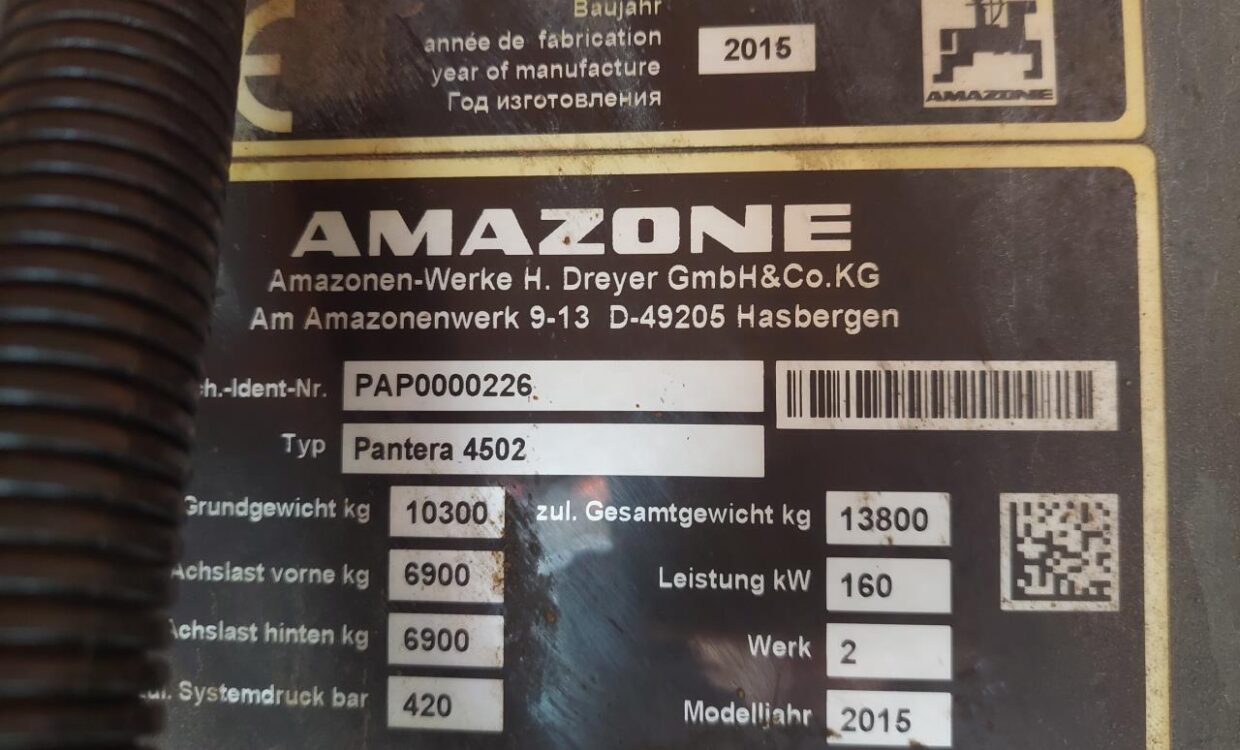 Baujahr
année de fabrication
year of manufacture 2015
Год изготовления
AMAZONE
AMAZONE
Amazonen-Werke H. Dreyer GmbH&Co.KG
Am Amazonenwerk 9-13 D-49205 Hasbergen
ch.-Ident-Nr. PAP0000226
Typ Pantera 4502
Grundgewicht kg 10300 zul. Gesamtgewicht kg 13800
Achslast vorne kg 6900 Leistung kW 160
Achslast hinten kg 6900 Werk 2
Systemdruck bar 420 Modelljahr 2015